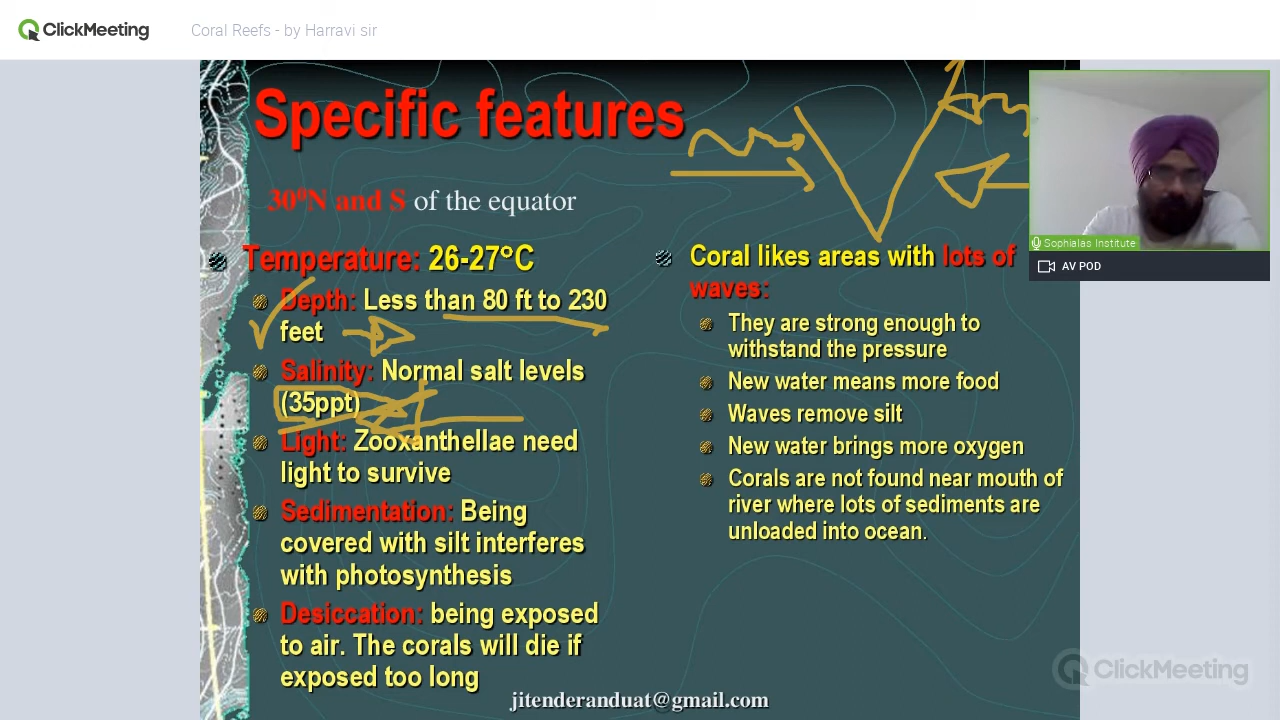 ClickMeeting
Coral Reefs - by Harravi sir
Specific features
30⁰N and S of the equator
Temperature: 26-27°C
Depth: Less than 80 ft to 230
feet
Salinity: Normal salt levels
(35ppt)
Light: Zooxanthellae need
light to survive
Sedimentation: Being
covered with silt interferes
with photosynthesis
Desiccation: being exposed
to air. The corals will die if
exposed too long
Coral likes areas with lots of
waves:
They are strong enough to
withstand the pressure
New water means more food
Waves remove silt
New water brings more oxygen
Corals are not found near mouth of
river where lots of sediments are
unloaded into ocean.
jitenderanduat@gmail.com
Sophialas Institute
AV POD
ClickMeeting